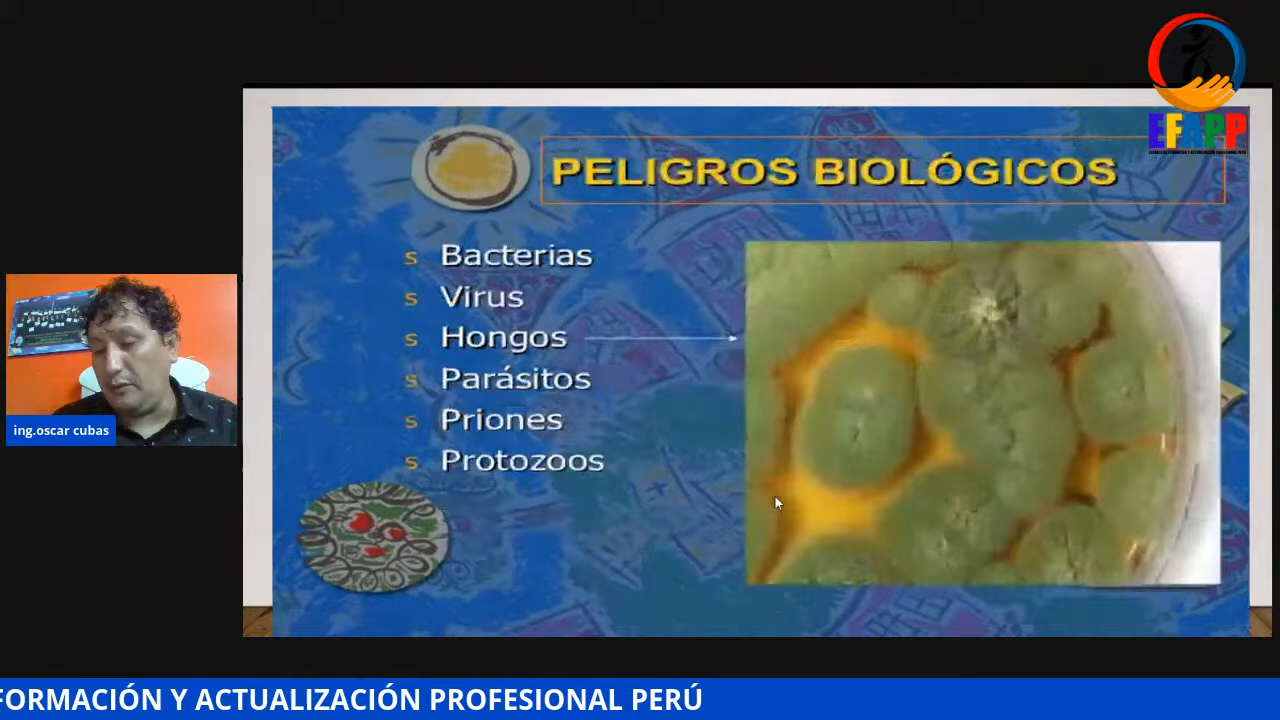 EFAPP
PELIGROS BIOLÓGICOS
s Bacterias
s Virus
s Hongos
s Parásitos
s Priones
s Protozoos
ing.oscar cubas
FORMACIÓN Y ACTUALIZACIÓN PROFESIONAL PERÚ